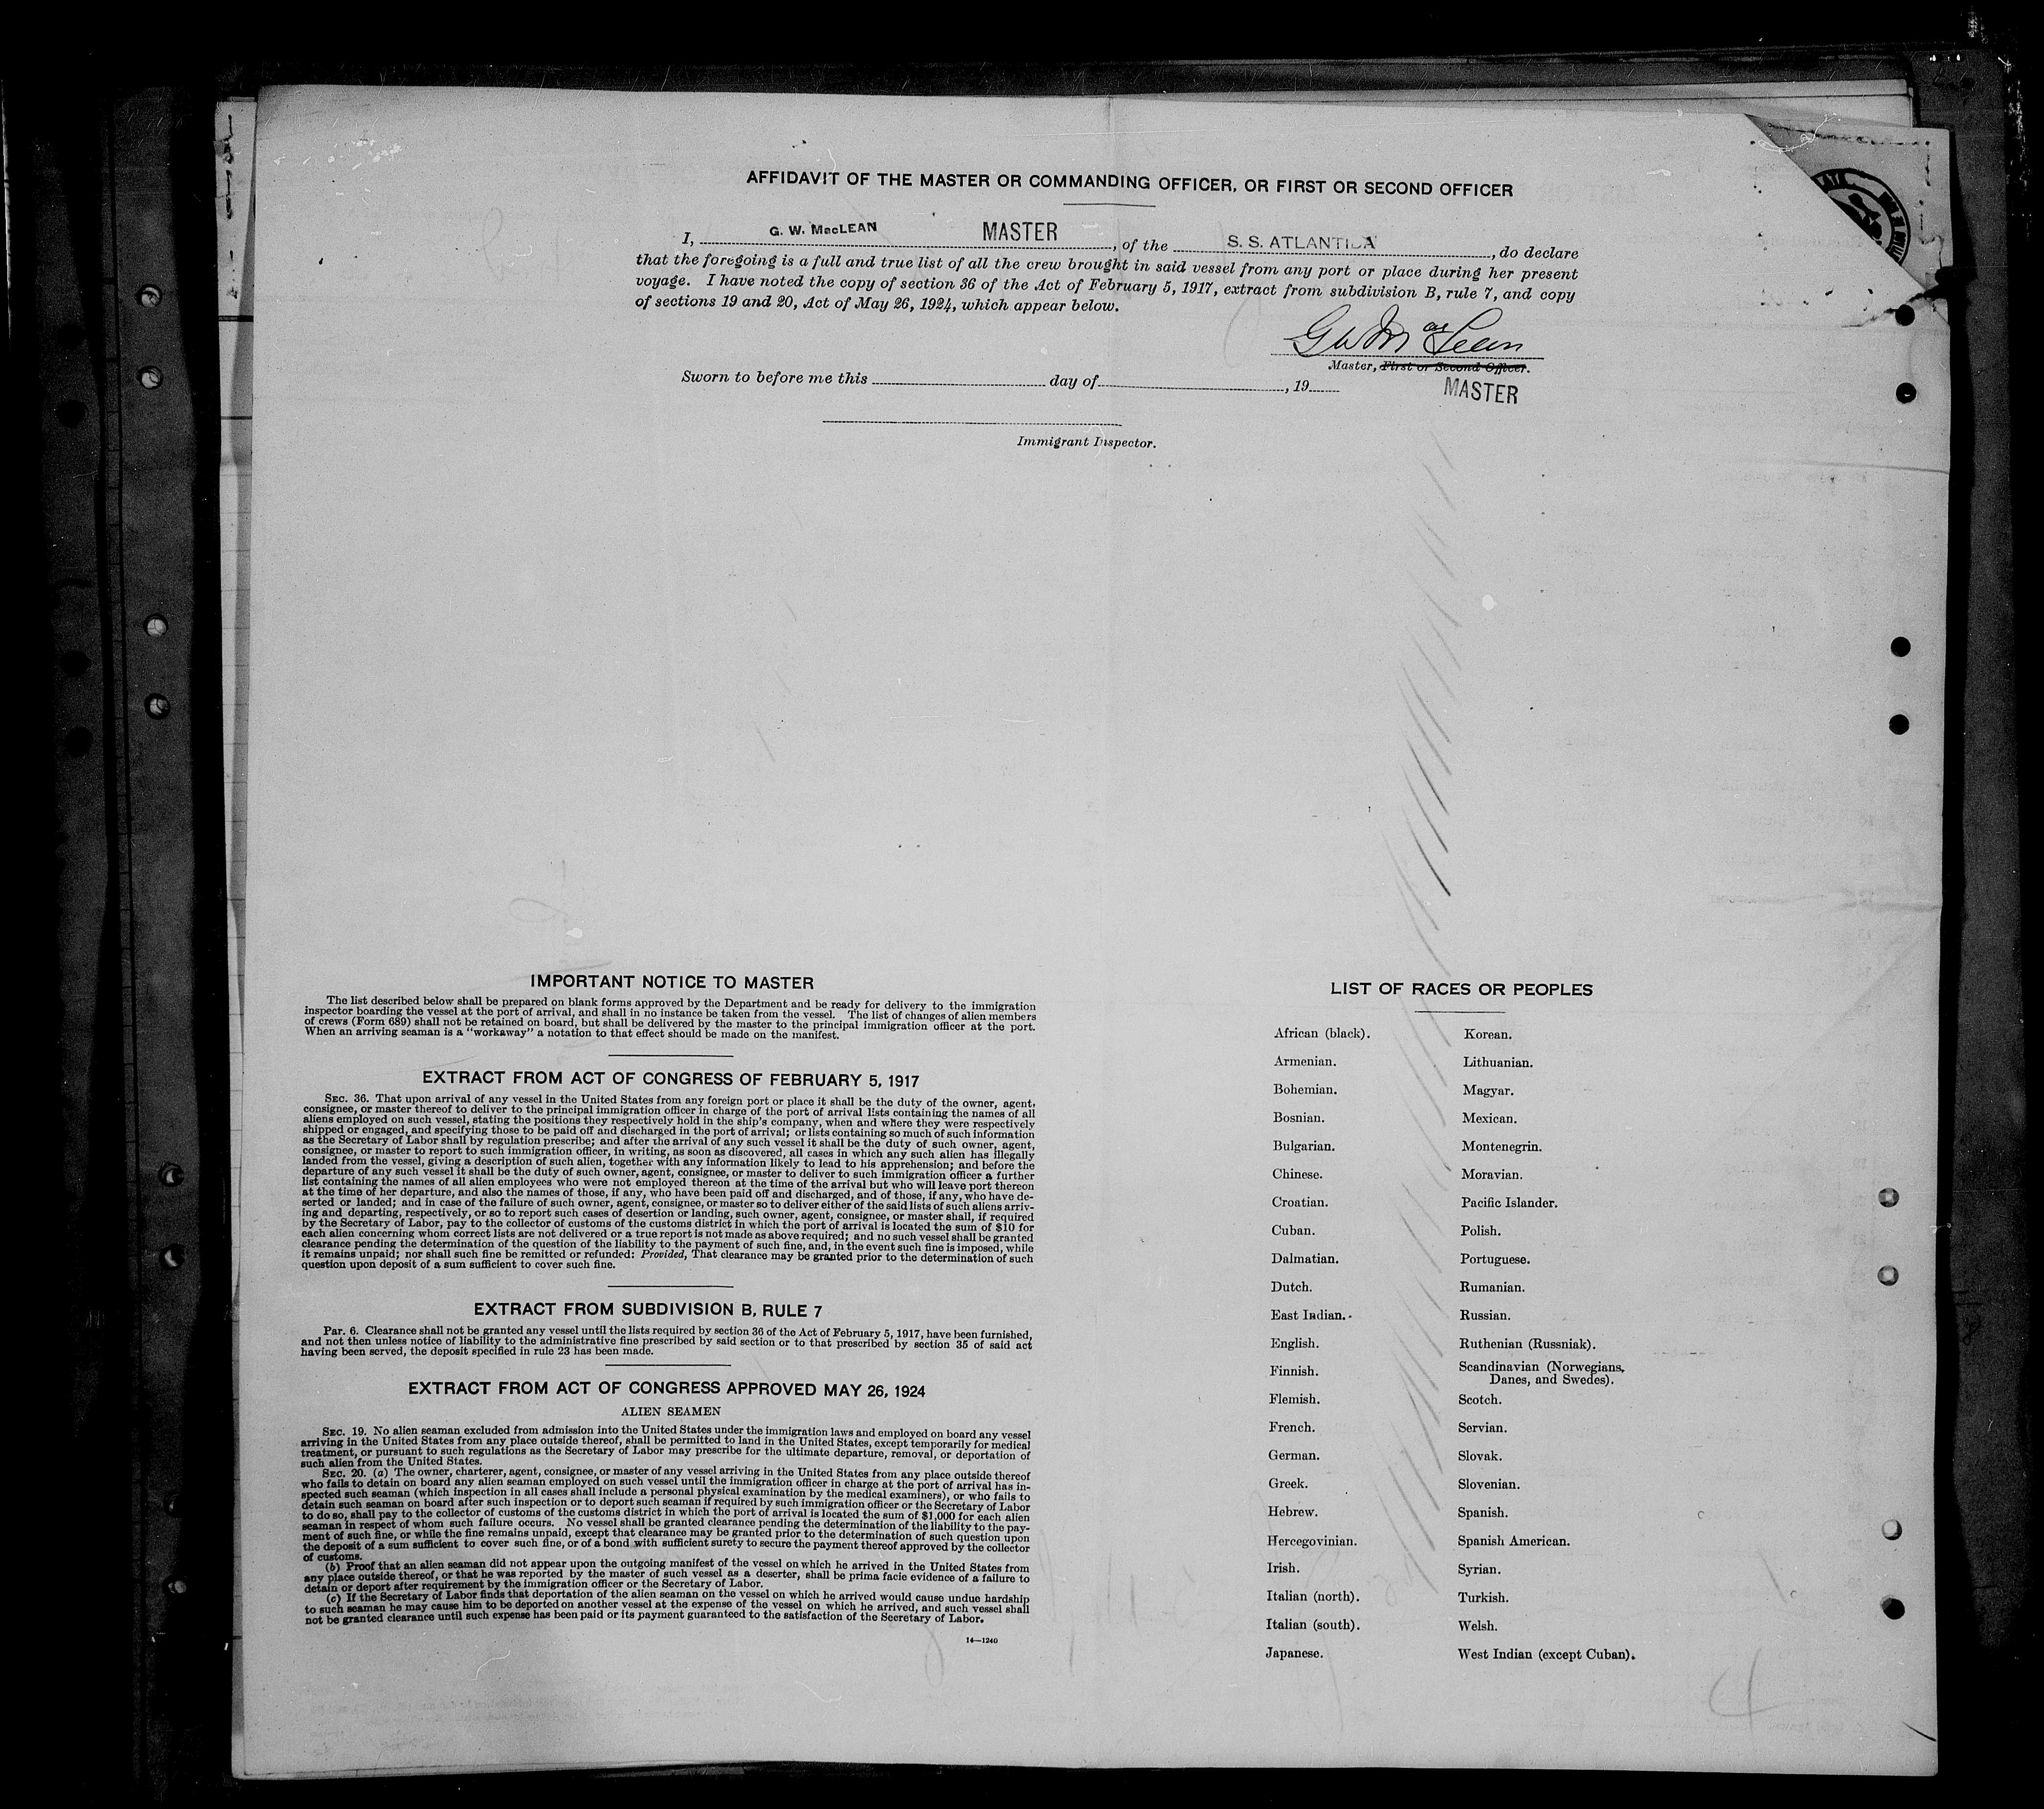 AFFIDAVIT OF THE MASTER OR COMMANDING OFFICER, OR FIRST OR SECOND OFFICER
I, G. W. MacLEAN MASTER, of the S. S. ATLANTICA, do declare
that the foregoing is a full and true list of all the crew brought in said vessel from any port or place during her present
voyage. I have noted the copy of section 36 of the Act of February 5, 1917, extract from subdivision B, rule 7, and copy
of sections 19 and 20, Act of May 26, 1924, which appear below.
G W MacLean
Master, First or Second Officer.
Sworn to before me this day of , 19
MASTER
Immigrant Inspector.
IMPORTANT NOTICE TO MASTER
The list described below shall be prepared on blank forms approved by the Department and be ready for delivery to the immigration
inspector boarding the vessel at the port of arrival, and shall in no instance be taken from the vessel. The list of changes of alien members
of crews (Form 689) shall not be retained on board, but shall be delivered by the master to the principal immigration officer at the port.
When an arriving seaman is a "workaway" a notation to that effect should be made on the manifest.
EXTRACT FROM ACT OF CONGRESS OF FEBRUARY 5, 1917
SEC. 36. That upon arrival of any vessel in the United States from any foreign port or place it shall be the duty of the owner, agent,
consignee, or master thereof to deliver to the principal immigration officer in charge of the port of arrival lists containing the names of all
aliens employed on such vessel, stating the positions they respectively hold in the ship's company, when and where they were respectively
shipped or engaged, and specifying those to be paid off and discharged in the port of arrival; or lists containing so much of such information
as the Secretary of Labor shall by regulation prescribe; and after the arrival of any such vessel it shall be the duty of such owner, agent,
consignee, or master to report to such immigration officer, in writing, as soon as discovered, all cases in which any such alien has illegally
landed from the vessel, giving a description of such alien, together with any information likely to lead to his apprehension; and before the
departure of any such vessel it shall be the duty of such owner, agent, consignee, or master to deliver to such immigration officer a further
list containing the names of all alien employees who were not employed thereon at the time of the arrival but who will leave port thereon
at the time of her departure, and also the names of those, if any, who have been paid off and discharged, and of those, if any, who have de-
serted or landed; and in case of the failure of such owner, agent, consignee, or master so to deliver either of the said lists of such aliens arriv-
ing and departing, respectively, or so to report such cases of desertion or landing, such owner, agent, consignee, or master shall, if required
by the Secretary of Labor, pay to the collector of customs of the customs district in which the port of arrival is located the sum of $10 for
each alien concerning whom correct lists are not delivered or a true report is not made as above required; and no such vessel shall be granted
clearance pending the determination of the question of the liability to the payment of such fine, and, in the event such fine is imposed, while
it remains unpaid; nor shall such fine be remitted or refunded: Provided, That clearance may be granted prior to the determination of such
question upon deposit of a sum sufficient to cover such fine.
EXTRACT FROM SUBDIVISION B, RULE 7
Par. 6. Clearance shall not be granted any vessel until the lists required by section 36 of the Act of February 5, 1917, have been furnished,
and not then unless notice of liability to the administrative fine prescribed by said section or to that prescribed by section 35 of said act
having been served, the deposit specified in rule 23 has been made.
EXTRACT FROM ACT OF CONGRESS APPROVED MAY 26, 1924
ALIEN SEAMEN
SEC. 19. No alien seaman excluded from admission into the United States under the immigration laws and employed on board any vessel
arriving in the United States from any place outside thereof, shall be permitted to land in the United States, except temporarily for medical
treatment, or pursuant to such regulations as the Secretary of Labor may prescribe for the ultimate departure, removal, or deportation of
such alien from the United States.
SEC. 20. (a) The owner, charterer, agent, consignee, or master of any vessel arriving in the United States from any place outside thereof
who fails to detain on board any alien seaman employed on such vessel until the immigration officer in charge at the port of arrival has in-
spected such seaman (which inspection in all cases shall include a personal physical examination by the medical examiners), or who fails to
detain such seaman on board after such inspection or to deport such seaman if required by such immigration officer or the Secretary of Labor
to do so, shall pay to the collector of customs of the customs district in which the port of arrival is located the sum of $1,000 for each alien
seaman in respect of whom such failure occurs. No vessel shall be granted clearance pending the determination of the liability to the pay-
ment of such fine, or while the fine remains unpaid, except that clearance may be granted prior to the determination of such question upon
the deposit of a sum sufficient to cover such fine, or of a bond with sufficient surety to secure the payment thereof approved by the collector
of customs.
(b) Proof that an alien seaman did not appear upon the outgoing manifest of the vessel on which he arrived in the United States from
any place outside thereof, or that he was reported by the master of such vessel as a deserter, shall be prima facie evidence of a failure to
detain or deport after requirement by the immigration officer or the Secretary of Labor.
(c) If the Secretary of Labor finds that deportation of the alien seaman on the vessel on which he arrived would cause undue hardship
to such seaman he may cause him to be deported on another vessel at the expense of the vessel on which he arrived, and such vessel shall
not be granted clearance until such expense has been paid or its payment guaranteed to the satisfaction of the Secretary of Labor.
14—1240
LIST OF RACES OR PEOPLES
African (black).
Armenian.
Bohemian.
Bosnian.
Bulgarian.
Chinese.
Croatian.
Cuban.
Dalmatian.
Dutch.
East Indian.
English.
Finnish.
Flemish.
French.
German.
Greek.
Hebrew.
Hercegovinian.
Irish.
Italian (north).
Italian (south).
Japanese.
Korean.
Lithuanian.
Magyar.
Mexican.
Montenegrin.
Moravian.
Pacific Islander.
Polish.
Portuguese.
Rumanian.
Russian.
Ruthenian (Russniak).
Scandinavian (Norwegians,
Danes, and Swedes).
Scotch.
Servian.
Slovak.
Slovenian.
Spanish.
Spanish American.
Syrian.
Turkish.
Welsh.
West Indian (except Cuban).
4